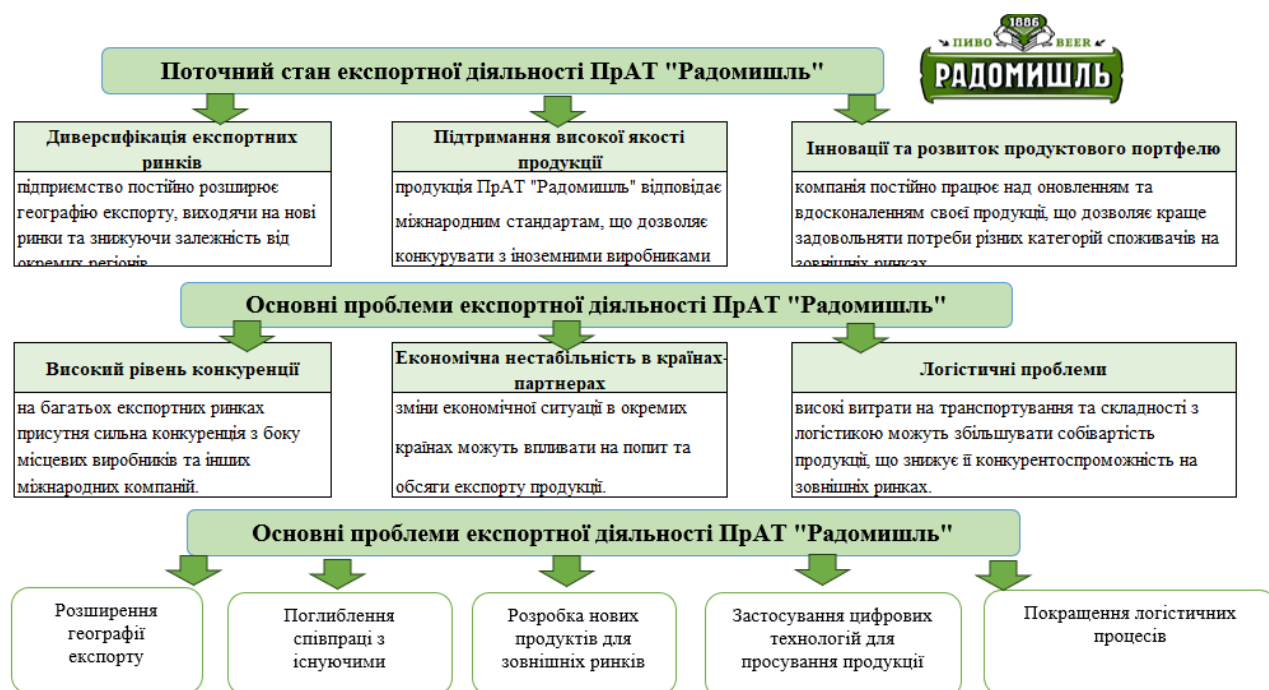 1886
ПИВО BEER
РАДОМИШЛЬ
Поточний стан експортної діяльності ПрАТ "Радомишль"
Диверсифікація експортних
ринків
підприємство постійно розширює
географію експорту, виходячи на нові
ринки та знижуючи залежність від
окремих регіонів
Підтримання високої якості
продукції
продукція ПрАТ "Радомишль" відповідає
міжнародним стандартам, що дозволяє
конкурувати з іноземними виробниками
Інновації та розвиток продуктового портфелю
компанія постійно працює над оновленням та
вдосконаленням своєї продукції, що дозволяє краще
задовольняти потреби різних категорій споживачів на
зовнішніх ринках
Основні проблеми експортної діяльності ПрАТ "Радомишль"
Високий рівень конкуренції
на багатьох експортних ринках
присутня сильна конкуренція з боку
місцевих виробників та інших
міжнародних компаній.
Економічна нестабільність в країнах-
партнерах
зміни економічної ситуації в окремих
країнах можуть впливати на попит та
обсяги експорту продукції.
Логістичні проблеми
високі витрати на транспортування та складності з
логістикою можуть збільшувати собівартість
продукції, що знижує її конкурентоспроможність на
зовнішніх ринках.
Основні проблеми експортної діяльності ПрАТ "Радомишль"
Розширення
географії
експорту
Поглиблення
співпраці з
існуючими
Розробка нових
продуктів для
зовнішніх ринків
Застосування цифрових
технологій для
просування продукції
Покращення логістичних
процесів